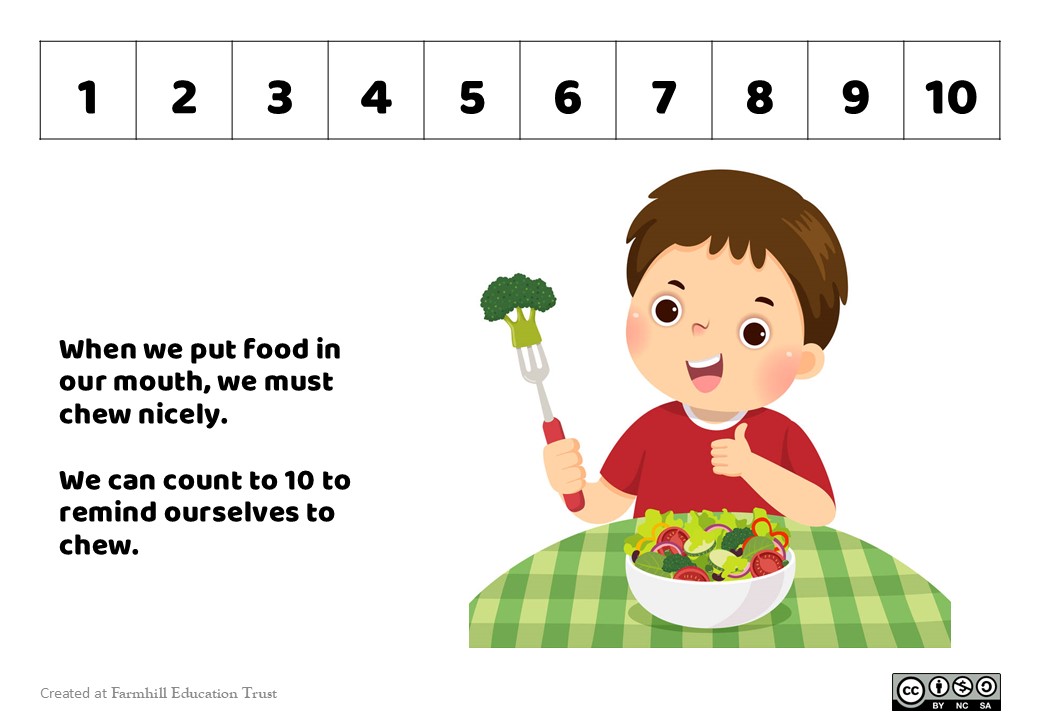 1 2 3 4 5 6 7 8 9 10
When we put food in
our mouth, we must
chew nicely.
We can count to 10 to
remind ourselves to
chew.
Created at Farmhill Education Trust
cc
BY NC SA